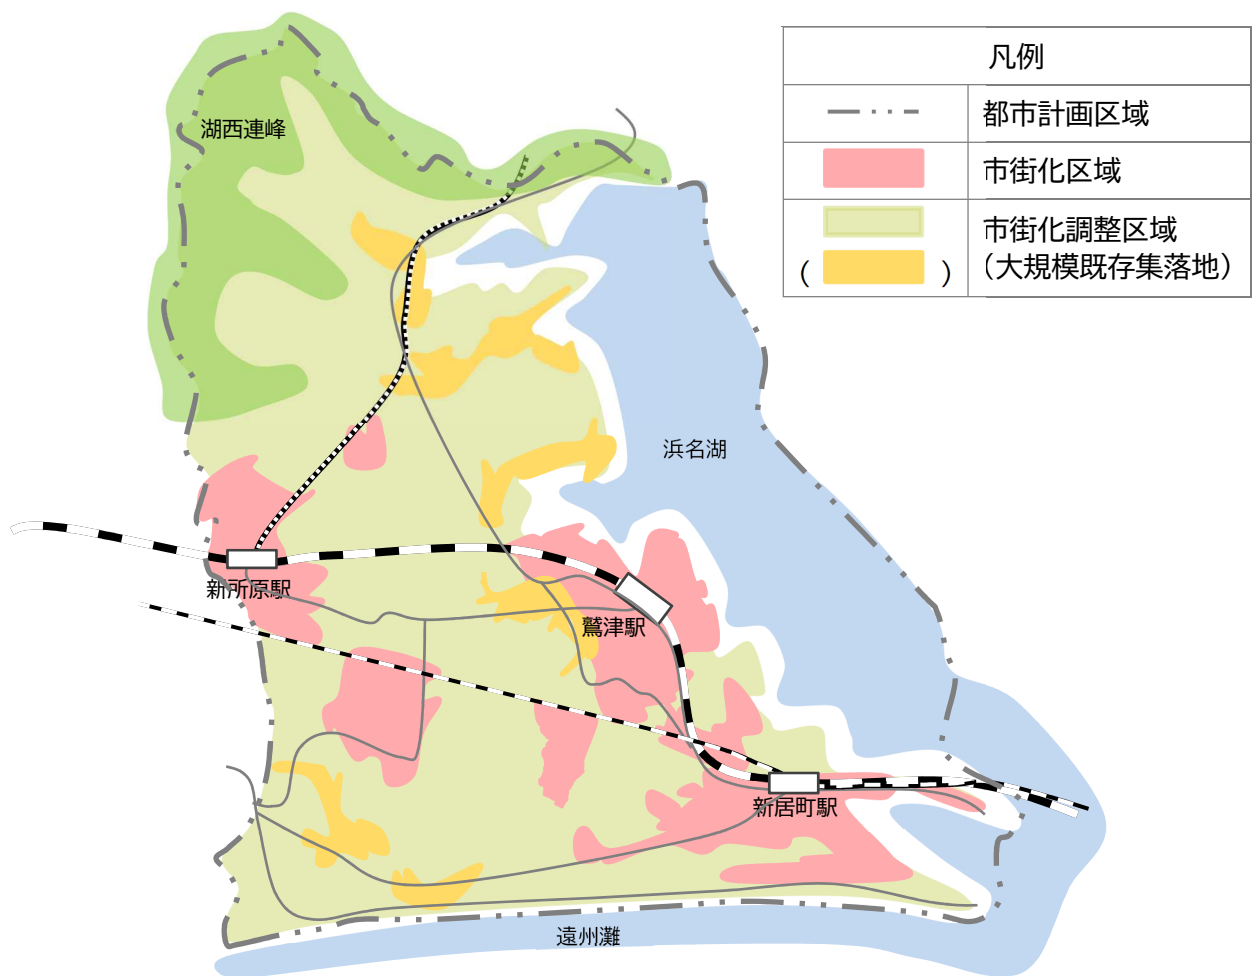 凡例
都市計画区域
市街化区域
市街化調整区域
( ) (大規模既存集落地)
湖西連峰
浜名湖
新所原駅
鷲津駅
新居町駅
遠州灘